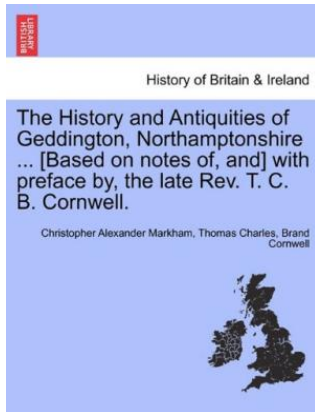 BRITISH
LIBRARY
History of Britain & Ireland
The History and Antiquities of
Geddington, Northamptonshire
... [Based on notes of, and] with
preface by, the late Rev. T. C.
B. Cornwell.
Christopher Alexander Markham, Thomas Charles, Brand
Cornwell